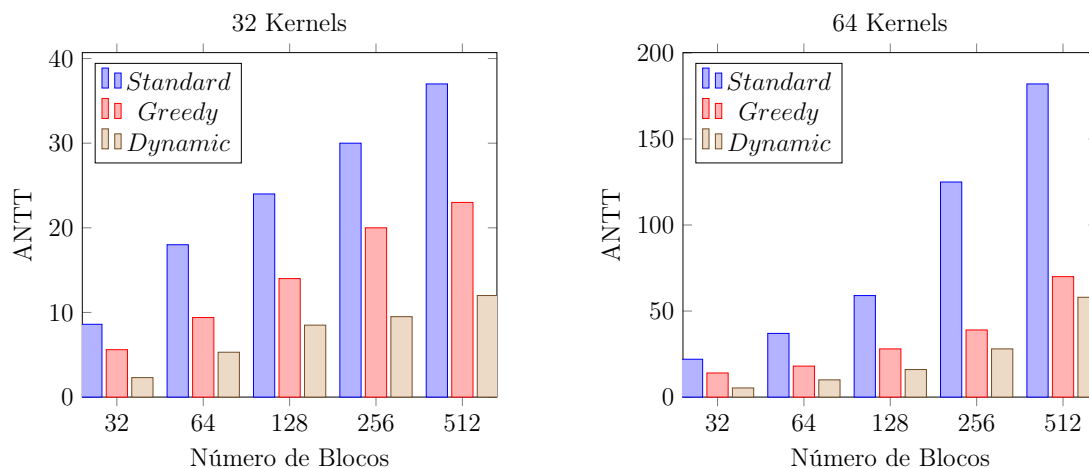 32 Kernels
40
30
20
10
0
ANTT
Standard
Greedy
Dynamic
32 64 128 256 512
Número de Blocos
64 Kernels
200
150
100
50
0
ANTT
Standard
Greedy
Dynamic
32 64 128 256 512
Número de Blocos